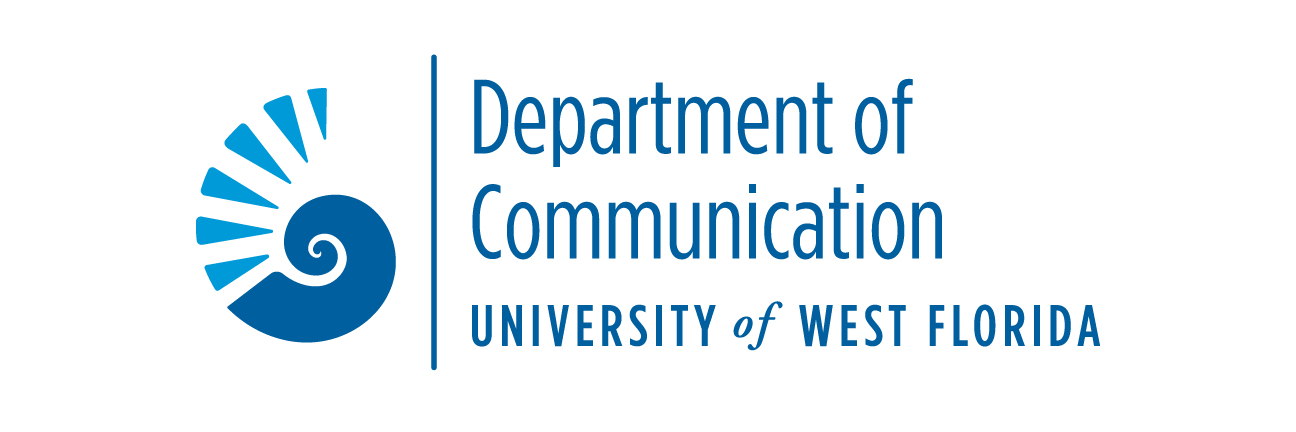 Department of
Communication
UNIVERSITY of WEST FLORIDA